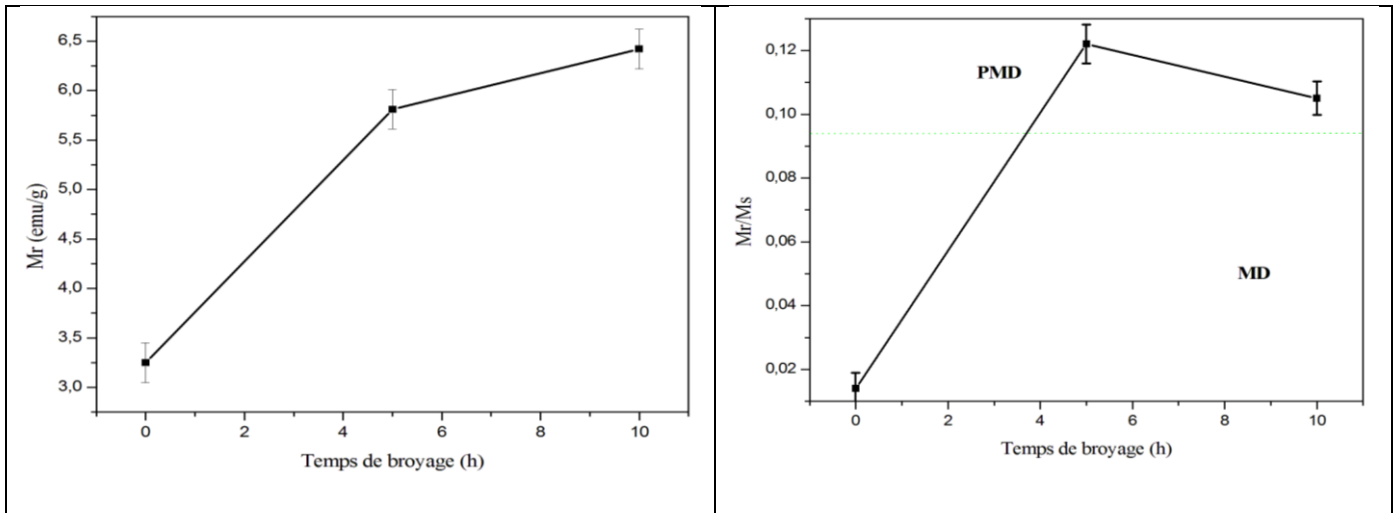 6,5
6,0
5,5
5,0
4,5
4,0
3,5
3,0
Mr (emu/g)
0 2 4 6 8 10
Temps de broyage (h)
0,12
0,10
0,08
0,06
0,04
0,02
Mr/Ms
PMD
MD
0 2 4 6 8 10
Temps de broyage (h)